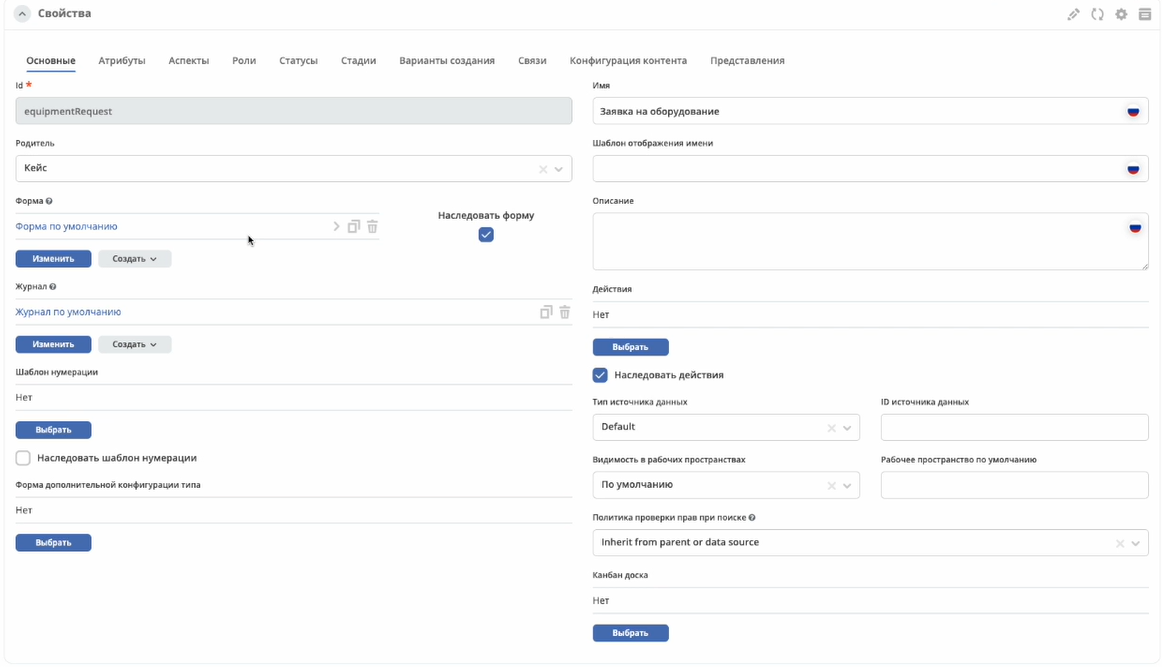 Свойства
Основные Атрибуты Аспекты Роли Статусы Стадии Варианты создания Связи Конфигурация контента Представления
Id *
equipmentRequest
Родитель
Кейс
Форма
Форма по умолчанию
Наследовать форму
Изменить Создать
Журнал
Журнал по умолчанию
Изменить Создать
Шаблон нумерации
Нет
Выбрать
Наследовать шаблон нумерации
Форма дополнительной конфигурации типа
Нет
Выбрать
Имя
Заявка на оборудование
Шаблон отображения имени
Описание
Действия
Нет
Выбрать
Наследовать действия
Тип источника данных ID источника данных
Default
Видимость в рабочих пространствах Рабочее пространство по умолчанию
По умолчанию
Политика проверки прав при поиске
Inherit from parent or data source
Канбан доска
Нет
Выбрать